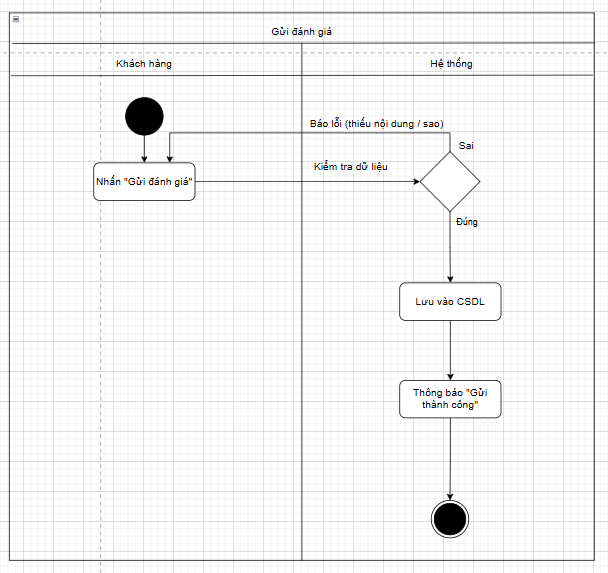 Gửi đánh giá
Khách hàng
Hệ thống
Báo lỗi (thiếu nội dung / sao)
Sai
Kiểm tra dữ liệu
Nhấn "Gửi đánh giá"
Đúng
Lưu vào CSDL
Thông báo "Gửi
thành công"